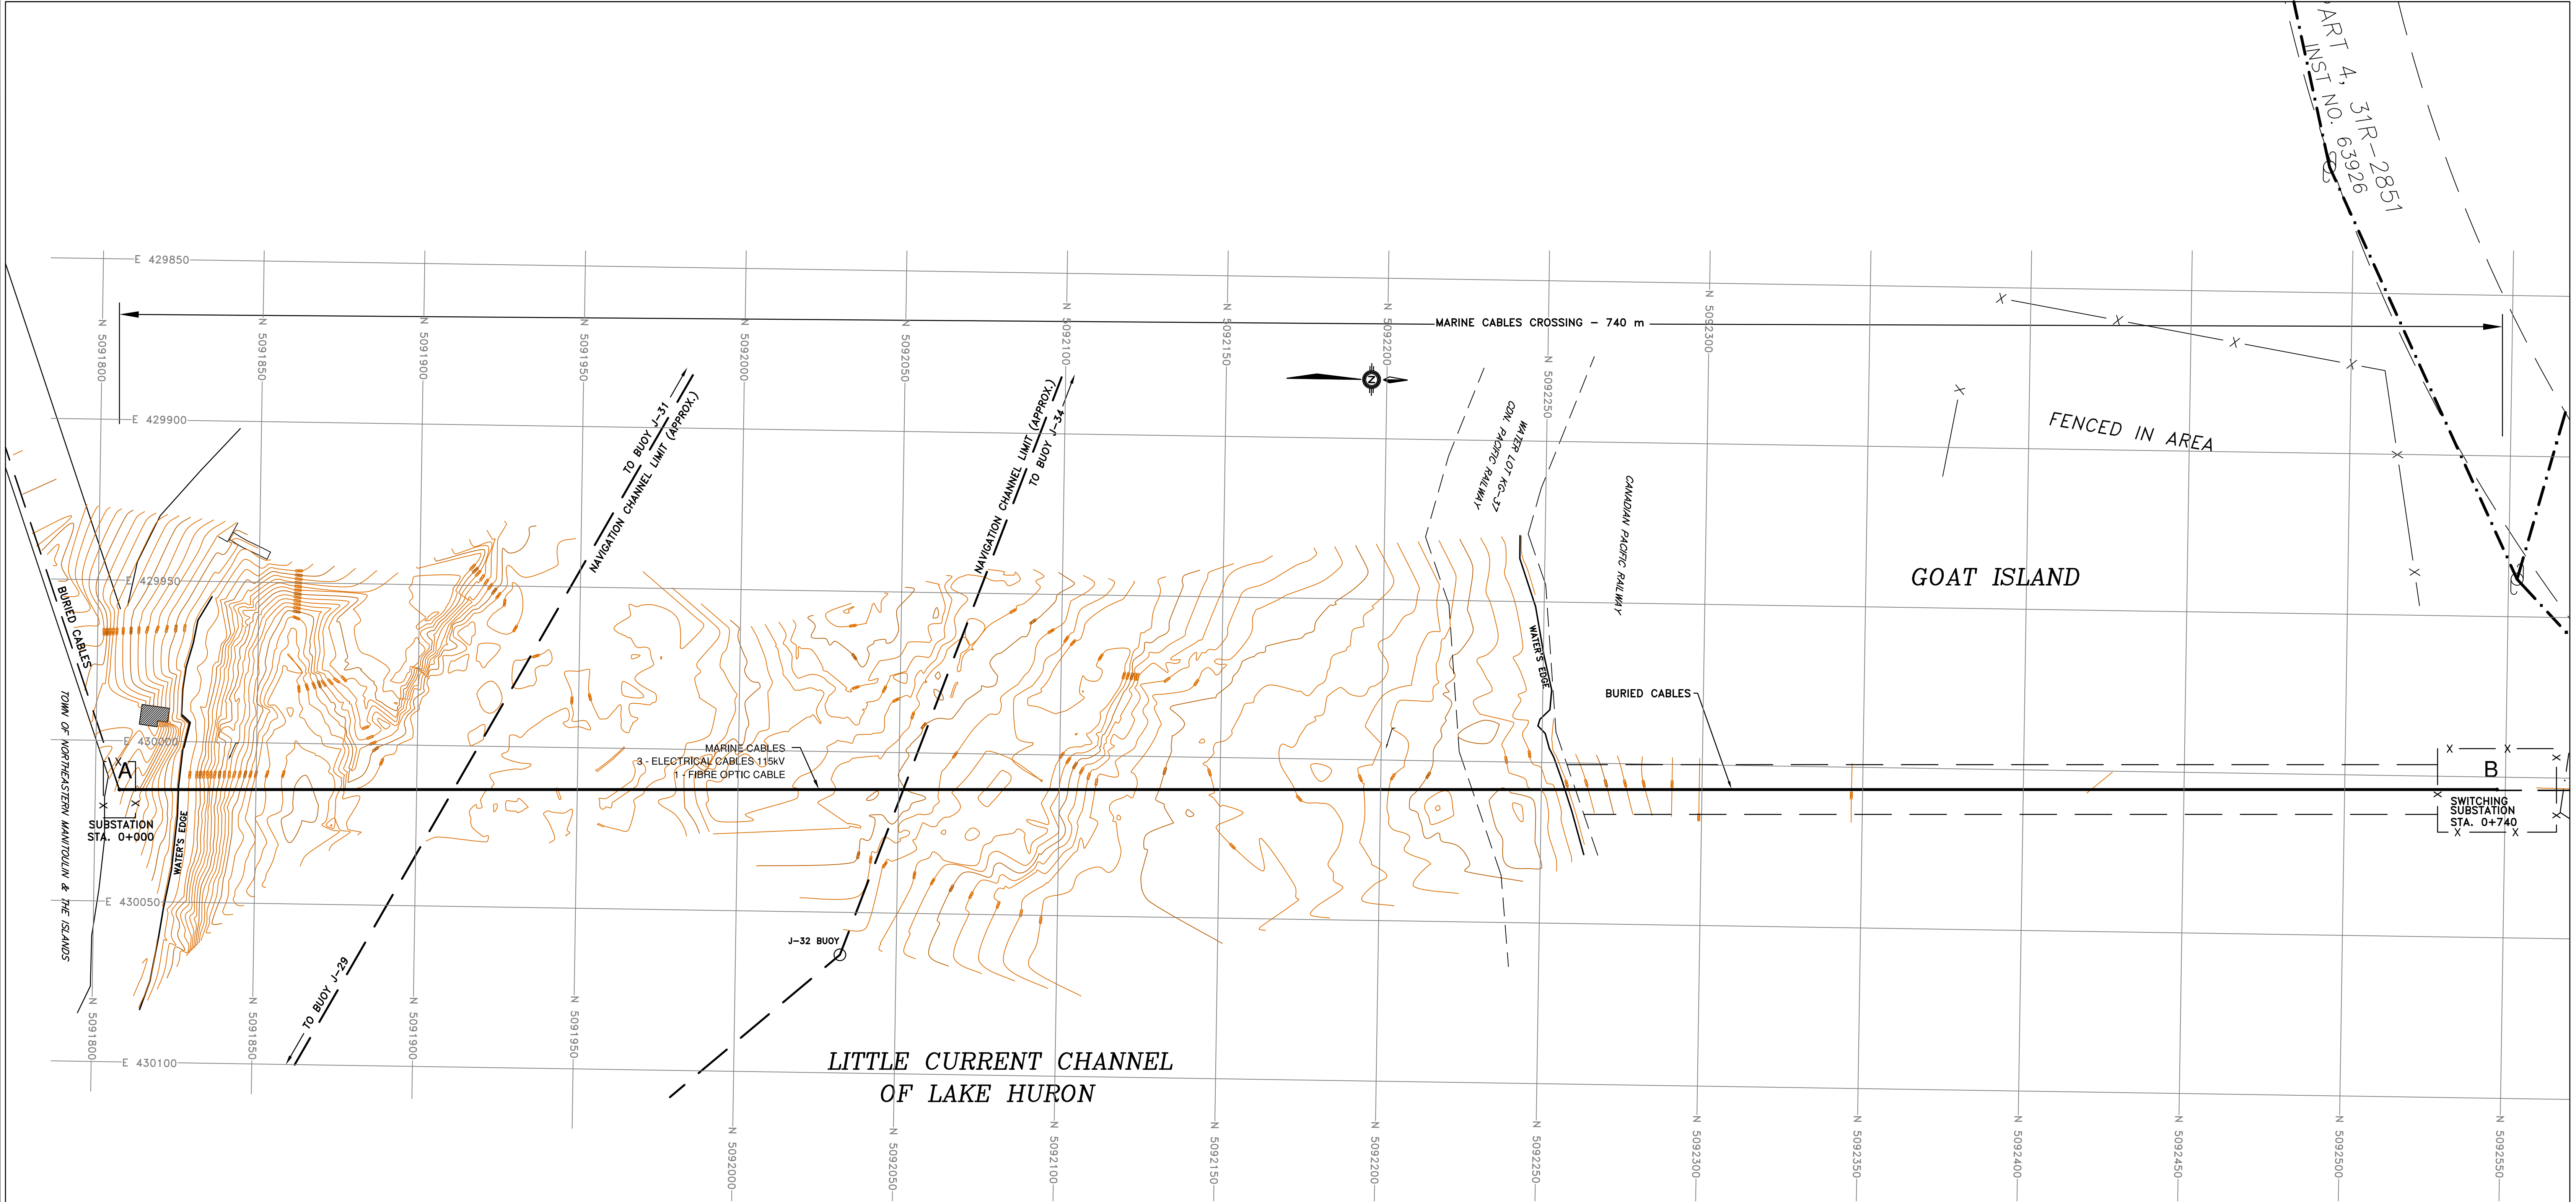 PART 4, 31R-2851
INST NO. 63926
E 429850
MARINE CABLES CROSSING - 740 m
N 5091800
N 5091850
N 5091900
N 5091950
N 5092000
N 5092050
N 5092100
N 5092150
N 5092200
N 5092250
N 5092300
TO BUOY J-31
NAVIGATION CHANNEL LIMIT (APPROX.)
NAVIGATION CHANNEL LIMIT (APPROX.)
TO BUOY J-34
N
WATER LOT KG-37
CDN. PACIFIC RAILWAY
CANADIAN PACIFIC RAILWAY
FENCED IN AREA
E 429900
E 429950
GOAT ISLAND
BURIED CABLES
WATER'S EDGE
BURIED CABLES
TOWN OF NORTHEASTERN MANITOULIN & THE ISLANDS
E 430000
MARINE CABLES
3 - ELECTRICAL CABLES 115kV
1 - FIBRE OPTIC CABLE
A
B
SUBSTATION
STA. 0+000
WATER'S EDGE
SWITCHING
SUBSTATION
STA. 0+740
E 430050
J-32 BUOY
TO BUOY J-29
E 430100
LITTLE CURRENT CHANNEL
OF LAKE HURON
N 5091800
N 5091850
N 5091900
N 5091950
N 5092000
N 5092050
N 5092100
N 5092150
N 5092200
N 5092250
N 5092300
N 5092350
N 5092400
N 5092450
N 5092500
N 5092550